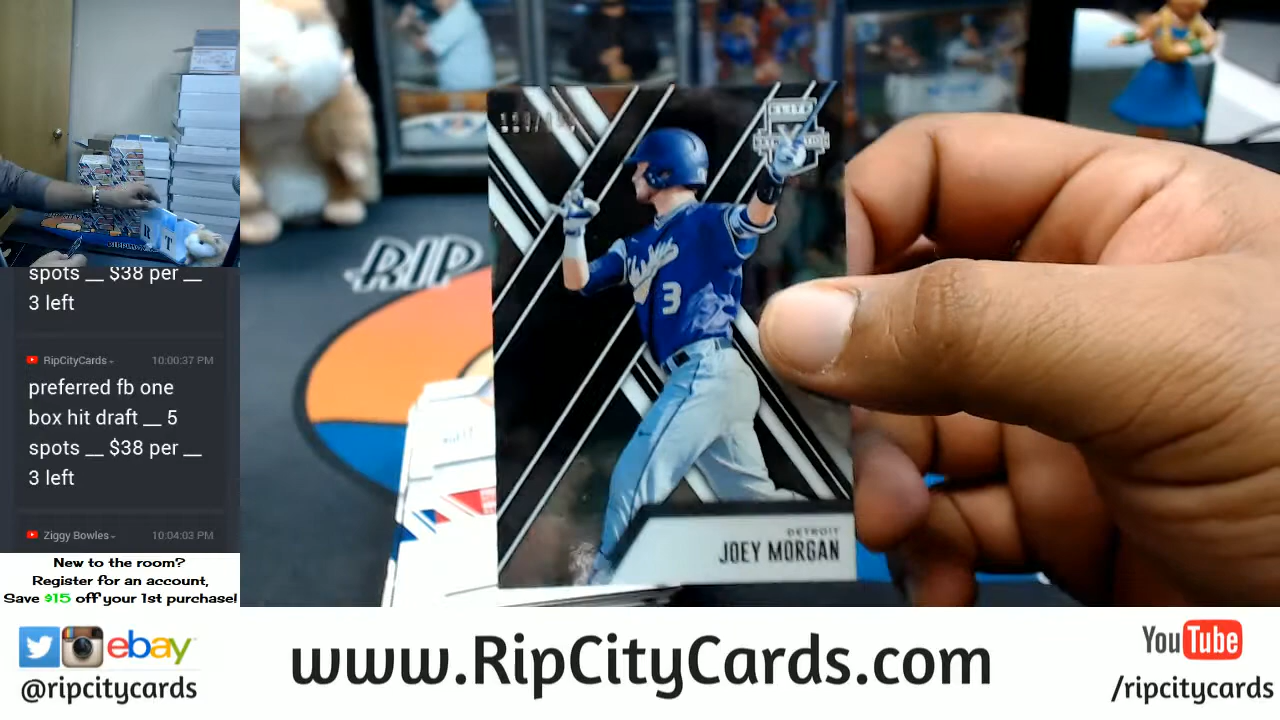 spots __ $38 per __
3 left
RipCityCards
10:00:37 PM
preferred fb one
box hit draft __ 5
spots __ $38 per __
3 left
Ziggy Bowles
10:04:03 PM
New to the room?
Register for an account,
Save $15 off your 1st purchase!
RIP
ELITE
3
DETROIT
JOEY MORGAN
ebay
@ripcitycards
www.RipCityCards.com
YouTube
/ripcitycards